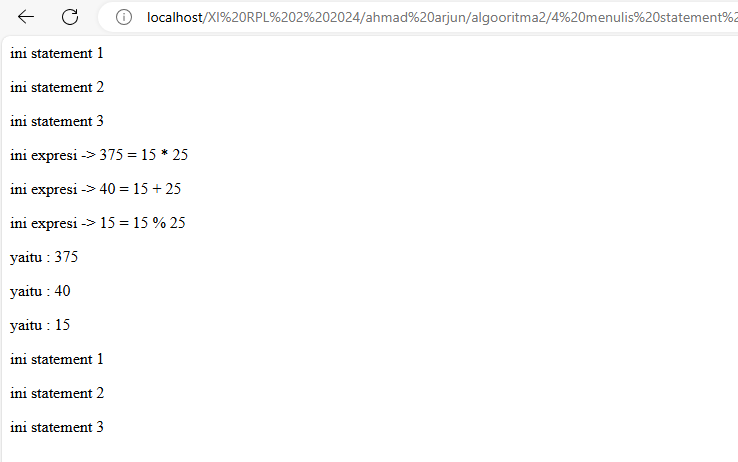 localhost/XI%20RPL%202%202024/ahmad%20arjun/algooritma2/4%20menulis%20statement%2
ini statement 1
ini statement 2
ini statement 3
ini expresi -> 375 = 15 * 25
ini expresi -> 40 = 15 + 25
ini expresi -> 15 = 15 % 25
yaitu : 375
yaitu : 40
yaitu : 15
ini statement 1
ini statement 2
ini statement 3